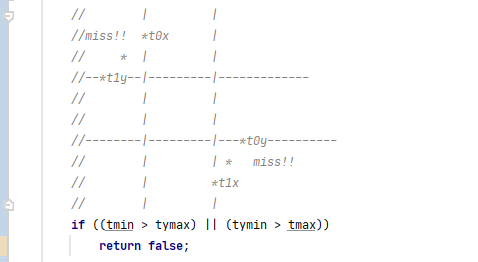 //        |         |
//miss!!  *t0x      |
//     *  |         |
//--*t1y--|---------|-------------
//        |         |
//        |         |
//--------|---------|---*t0y----------
//        |         | *   miss!!
//        |         *t1x
//        |         |
if ((tmin > tymax) || (tymin > tmax))
    return false;